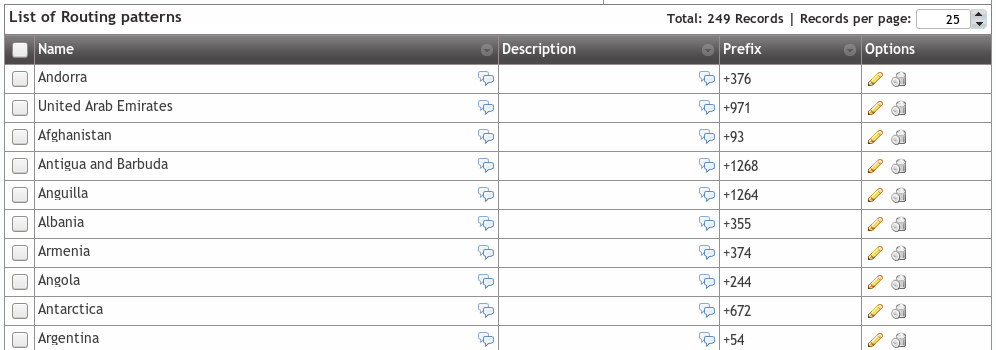 List of Routing patterns Total: 249 Records | Records per page: 25
Name Description Prefix Options
Andorra +376
United Arab Emirates +971
Afghanistan +93
Antigua and Barbuda +1268
Anguilla +1264
Albania +355
Armenia +374
Angola +244
Antarctica +672
Argentina +54